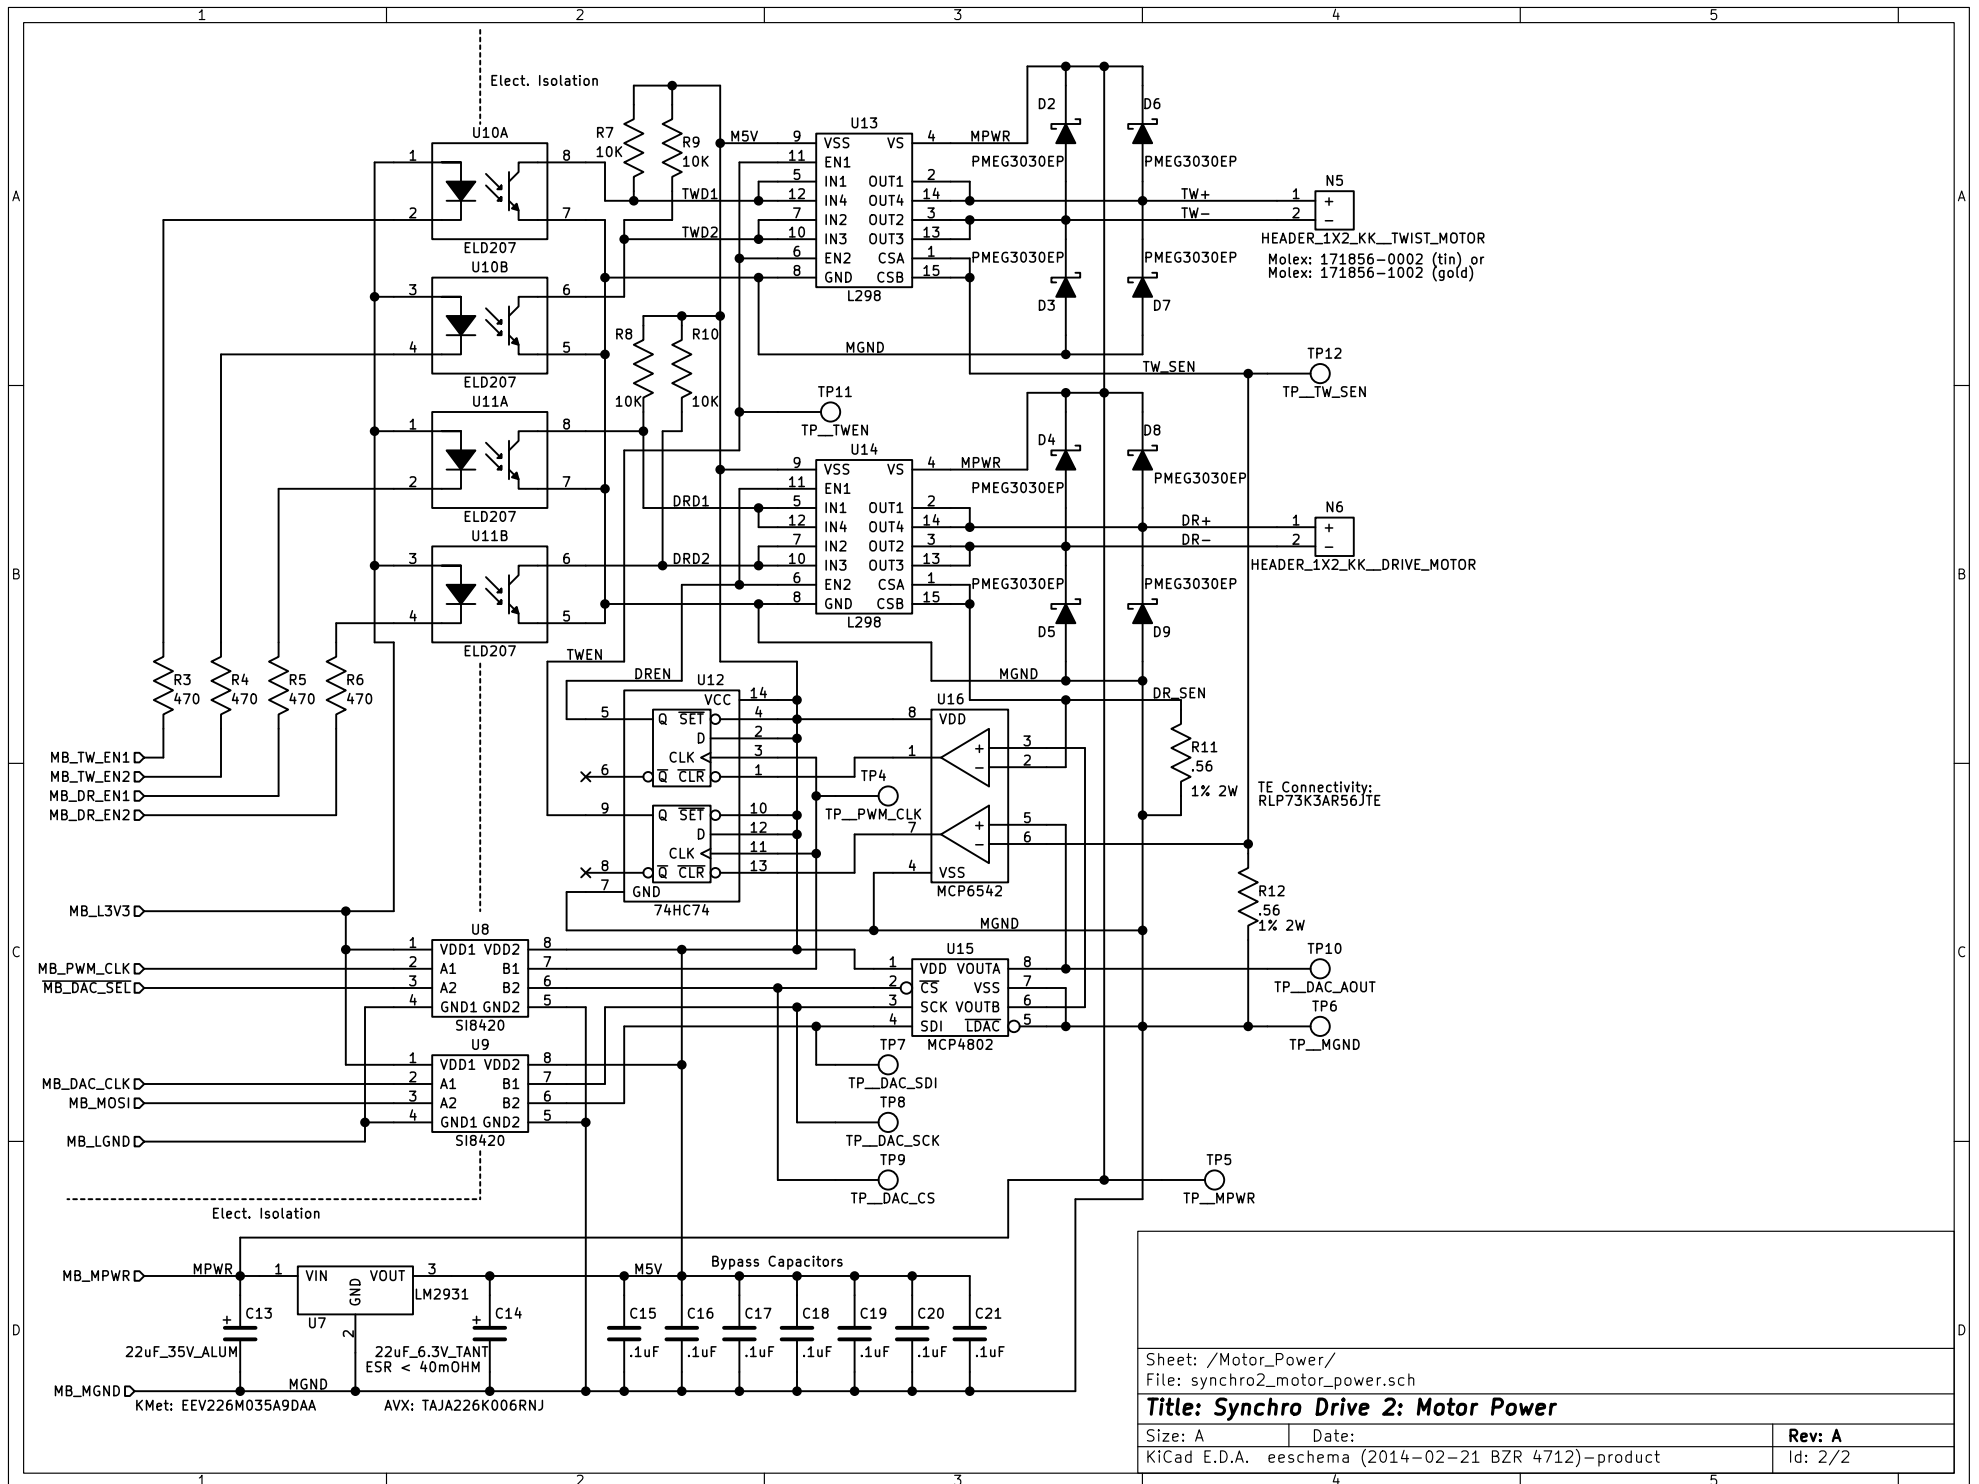 1 2 3 4 5
A
B
C
D
A
B
C
D
1 2 3 4 5
Elect. Isolation
U10A
1
2
8
7
ELD207
U10B
3
4
6
5
ELD207
U11A
1
2
8
7
ELD207
U11B
3
4
6
5
ELD207
R7
10K
R9
10K
R8
10K
R10
10K
M5V
TWD1
TWD2
DRD1
DRD2
U13
9 VSS VS 4
11 EN1
5 IN1 OUT1 2
12 IN4 OUT4 14
7 IN2 OUT2 3
10 IN3 OUT3 13
6 EN2 CSA 1
8 GND CSB 15
L298
MPWR
D2
PMEG3030EP
D6
PMEG3030EP
TW+
TW-
PMEG3030EP
D3
PMEG3030EP
D7
MGND
N5
1 +
2 -
HEADER_1X2_KK__TWIST_MOTOR
Molex: 171856-0002 (tin) or
Molex: 171856-1002 (gold)
TW_SEN
TP12
TP__TW_SEN
TP11
TP__TWEN
U14
9 VSS VS 4
11 EN1
5 IN1 OUT1 2
12 IN4 OUT4 14
7 IN2 OUT2 3
10 IN3 OUT3 13
6 EN2 CSA 1
8 GND CSB 15
L298
MPWR
D4
PMEG3030EP
D8
PMEG3030EP
DR+
DR-
PMEG3030EP
D5
PMEG3030EP
D9
MGND
N6
1 +
2 -
HEADER_1X2_KK__DRIVE_MOTOR
DR_SEN
R3
470
R4
470
R5
470
R6
470
MB_TW_EN1
MB_TW_EN2
MB_DR_EN1
MB_DR_EN2
TWEN
DREN
U12
VCC 14
5 Q SET 4
D 2
CLK 3
6 Q CLR 1
9 Q SET 10
D 12
CLK 11
8 Q CLR 13
7 GND
74HC74
TP4
TP__PWM_CLK
U16
8 VDD
1 + 3
- 2
7 + 5
- 6
4 VSS
MCP6542
MGND
R11
.56
1% 2W
TE Connectivity:
RLP73K3AR56JTE
R12
.56
1% 2W
MB_L3V3
MB_PWM_CLK
MB_DAC_SEL
U8
1 VDD1 VDD2 8
2 A1 B1 7
3 A2 B2 6
4 GND1 GND2 5
SI8420
U9
1 VDD1 VDD2 8
2 A1 B1 7
3 A2 B2 6
4 GND1 GND2 5
SI8420
MB_DAC_CLK
MB_MOSI
MB_LGND
U15
1 VDD VOUTA 8
2 CS VSS 7
3 SCK VOUTB 6
4 SDI LDAC 5
MCP4802
TP10
TP__DAC_AOUT
TP6
TP__MGND
TP7
TP__DAC_SDI
TP8
TP__DAC_SCK
TP9
TP__DAC_CS
TP5
TP__MPWR
Elect. Isolation
MB_MPWR
MPWR
1 VIN VOUT 3
GND
2
LM2931
U7
+ C13
22uF_35V_ALUM
+ C14
22uF_6.3V_TANT
ESR < 40mOHM
M5V
Bypass Capacitors
C15
.1uF
C16
.1uF
C17
.1uF
C18
.1uF
C19
.1uF
C20
.1uF
C21
.1uF
MB_MGND
MGND
KMet: EEV226M035A9DAA
AVX: TAJA226K006RNJ
Sheet: /Motor_Power/
File: synchro2_motor_power.sch
Title: Synchro Drive 2: Motor Power
Size: A Date: Rev: A
KiCad E.D.A. eeschema (2014-02-21 BZR 4712)-product Id: 2/2